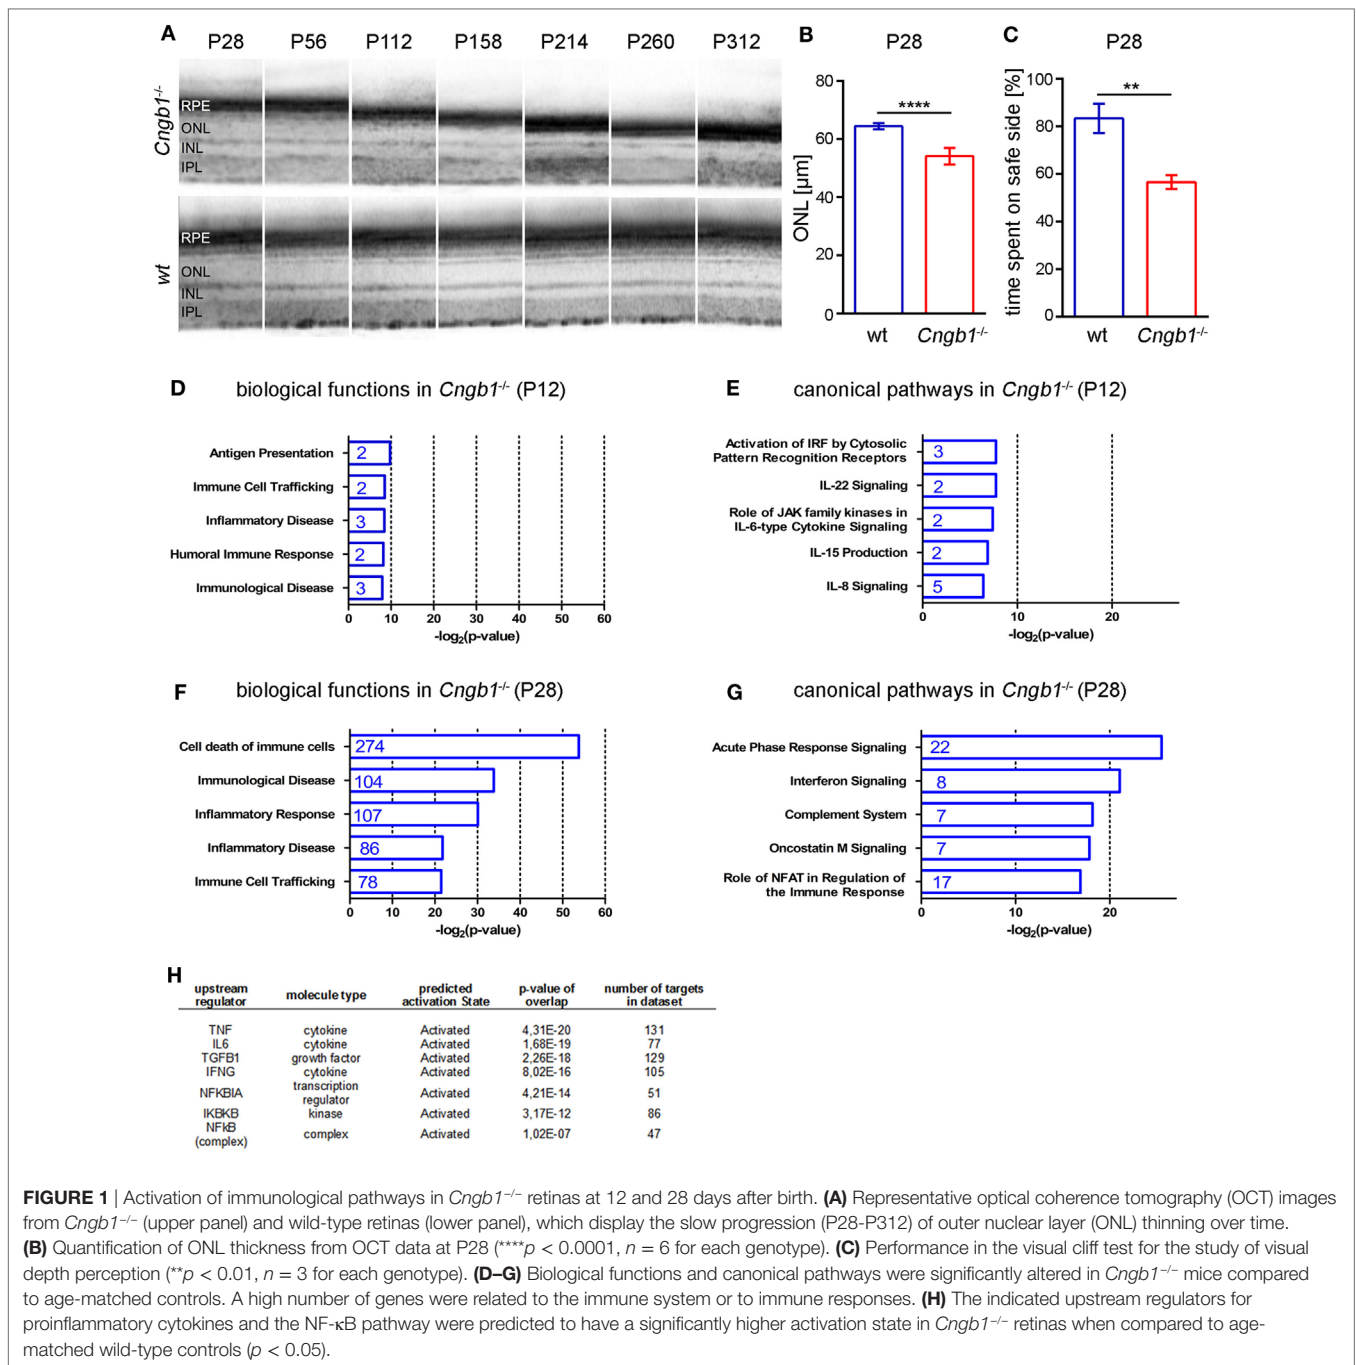 A
P28 P56 P112 P158 P214 P260 P312
Cngb1-/-
RPE
ONL
INL
IPL
wt
RPE
ONL
INL
IPL
B
P28
ONL [µm]
80
60
40
20
0
****
wt Cngb1-/-
C
P28
time spent on safe side [%]
100
80
60
40
20
0
**
wt Cngb1-/-
D biological functions in Cngb1-/- (P12)
Antigen Presentation 2
Immune Cell Trafficking 2
Inflammatory Disease 3
Humoral Immune Response 2
Immunological Disease 3
0 10 20 30 40 50 60
-log2(p-value)
E canonical pathways in Cngb1-/- (P12)
Activation of IRF by Cytosolic
Pattern Recognition Receptors 3
IL-22 Signaling 2
Role of JAK family kinases in
IL-6-type Cytokine Signaling 2
IL-15 Production 2
IL-8 Signaling 5
0 10 20
-log2(p-value)
F biological functions in Cngb1-/- (P28)
Cell death of immune cells 274
Immunological Disease 104
Inflammatory Response 107
Inflammatory Disease 86
Immune Cell Trafficking 78
0 10 20 30 40 50 60
-log2(p-value)
G canonical pathways in Cngb1-/- (P28)
Acute Phase Response Signaling 22
Interferon Signaling 8
Complement System 7
Oncostatin M Signaling 7
Role of NFAT in Regulation of
the Immune Response 17
0 10 20
-log2(p-value)
H
upstream regulator molecule type predicted activation State p-value of overlap number of targets in dataset
TNF cytokine Activated 4,31E-20 131
IL6 cytokine Activated 1,68E-19 77
TGFB1 growth factor Activated 2,26E-18 129
IFNG cytokine Activated 8,02E-16 105
NFKBIA transcription regulator Activated 4,21E-14 51
IKBKB kinase Activated 3,17E-12 86
NFkB (complex) complex Activated 1,02E-07 47
FIGURE 1 | Activation of immunological pathways in Cngb1−/− retinas at 12 and 28 days after birth. (A) Representative optical coherence tomography (OCT) images
from Cngb1−/− (upper panel) and wild-type retinas (lower panel), which display the slow progression (P28-P312) of outer nuclear layer (ONL) thinning over time.
(B) Quantification of ONL thickness from OCT data at P28 (****p < 0.0001, n = 6 for each genotype). (C) Performance in the visual cliff test for the study of visual
depth perception (**p < 0.01, n = 3 for each genotype). (D–G) Biological functions and canonical pathways were significantly altered in Cngb1−/− mice compared
to age-matched controls. A high number of genes were related to the immune system or to immune responses. (H) The indicated upstream regulators for
proinflammatory cytokines and the NF-κB pathway were predicted to have a significantly higher activation state in Cngb1−/− retinas when compared to age-
matched wild-type controls (p < 0.05).